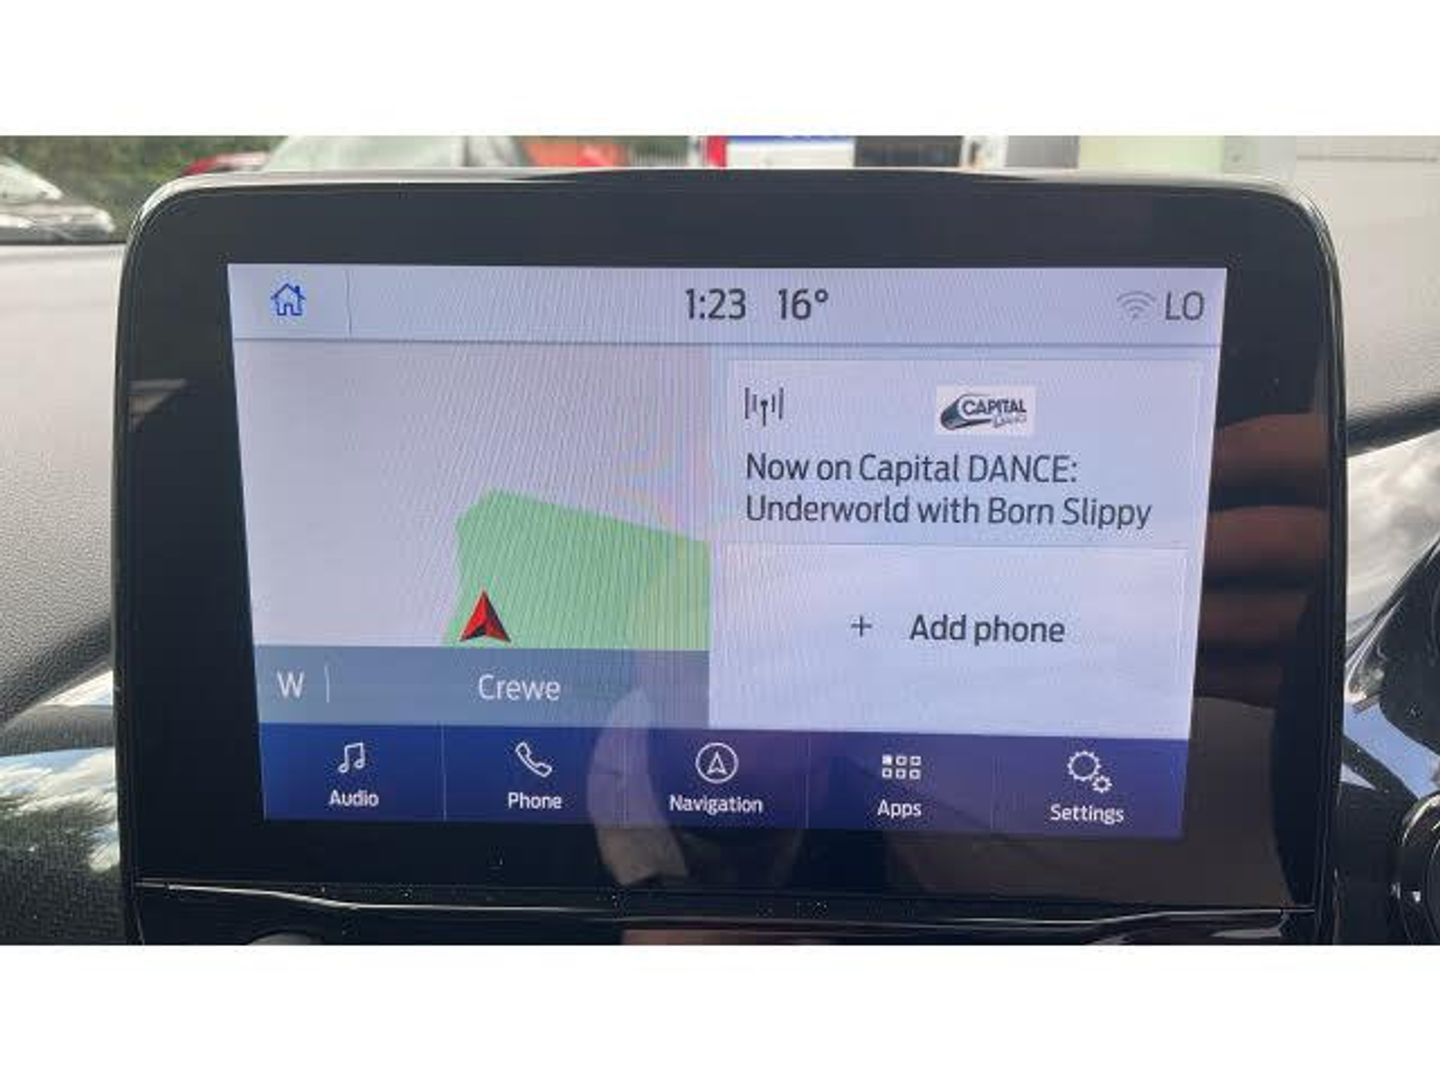 1:23 16° LO
CAPITAL
Now on Capital DANCE:
Underworld with Born Slippy
+ Add phone
W Crewe
Audio Phone Navigation Apps Settings